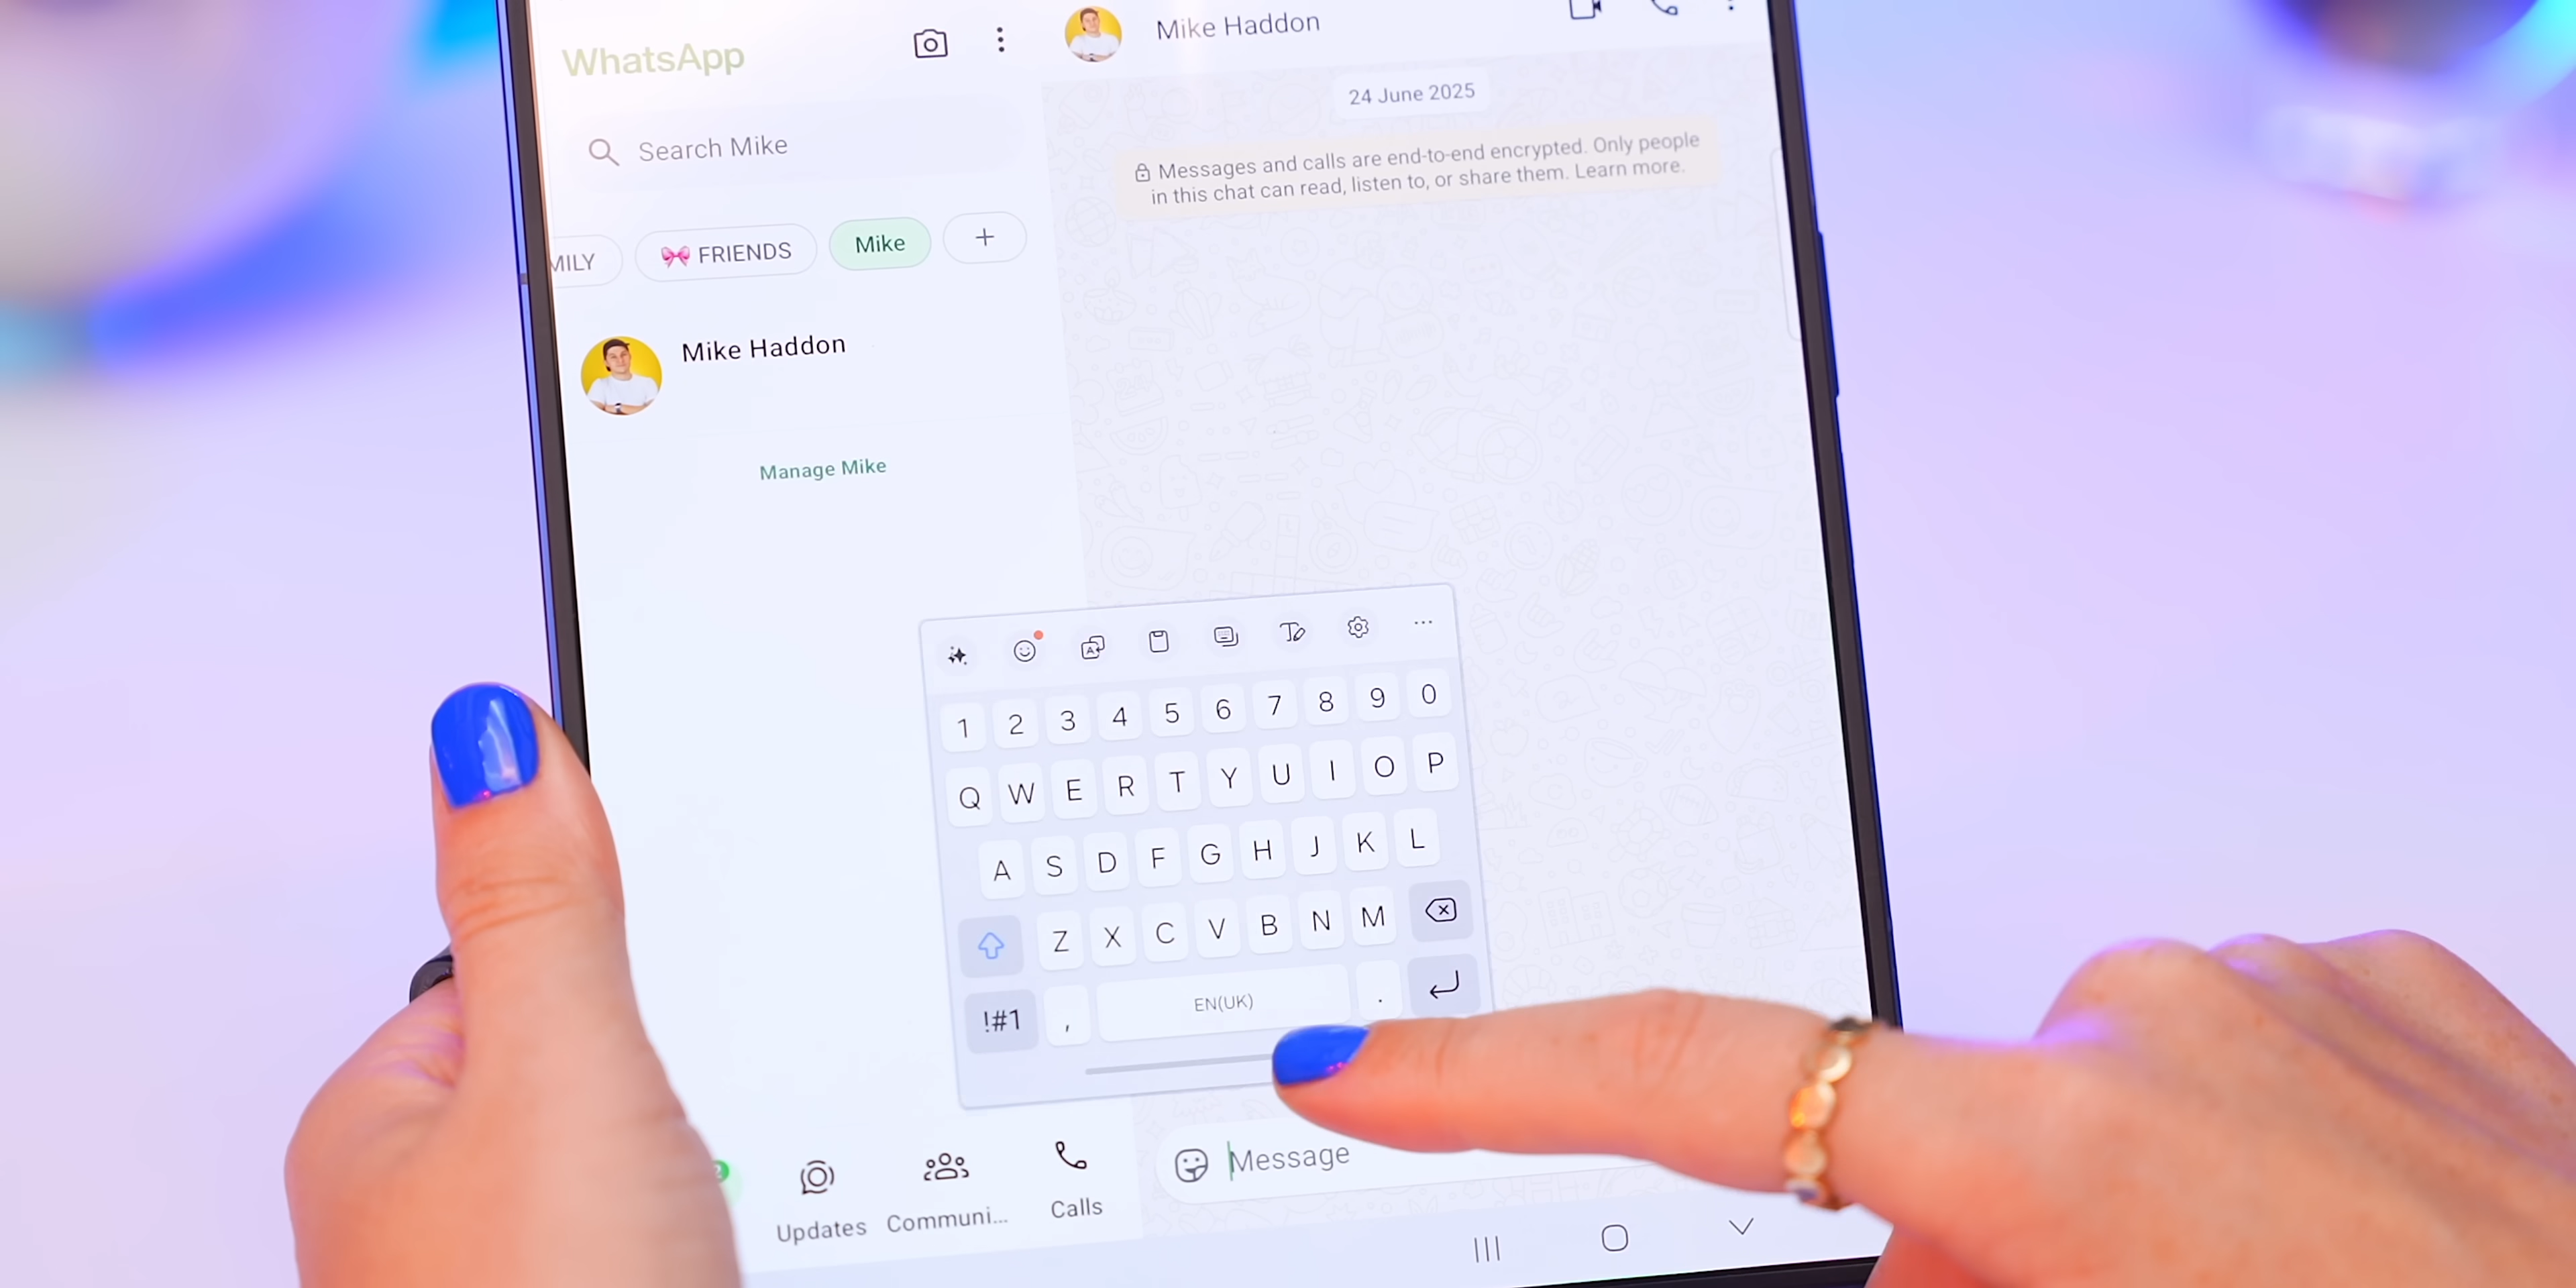 WhatsApp
Search Mike
MILY
FRIENDS
Mike
+
Mike Haddon
Manage Mike
Mike Haddon
24 June 2025
Messages and calls are end-to-end encrypted. Only people
in this chat can read, listen to, or share them. Learn more.
1 2 3 4 5 6 7 8 9 0
Q W E R T Y U I O P
A S D F G H J K L
Z X C V B N M
!#1 , EN(UK) .
Message
Updates
Communi...
Calls